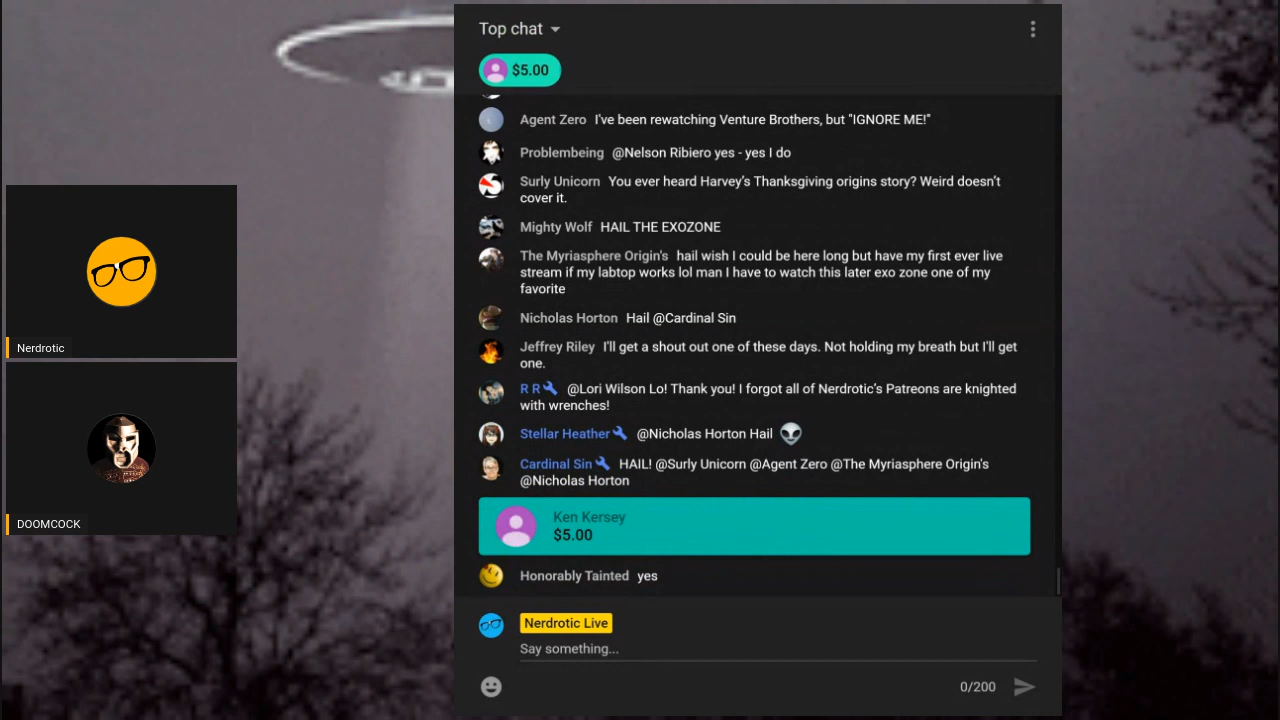 Top chat
$5.00
Agent Zero I've been rewatching Venture Brothers, but "IGNORE ME!"
Problembeing @Nelson Ribiero yes - yes I do
Surly Unicorn You ever heard Harvey's Thanksgiving origins story? Weird doesn't
cover it.
Mighty Wolf HAIL THE EXOZONE
The Myriasphere Origin's hail wish I could be here long but have my first ever live
stream if my labtop works lol man I have to watch this later exo zone one of my
favorite
Nicholas Horton Hail @Cardinal Sin
Jeffrey Riley I'll get a shout out one of these days. Not holding my breath but I'll get
one.
R R @Lori Wilson Lo! Thank you! I forgot all of Nerdrotic's Patreons are knighted
with wrenches!
Stellar Heather @Nicholas Horton Hail
Cardinal Sin HAIL! @Surly Unicorn @Agent Zero @The Myriasphere Origin's
@Nicholas Horton
Ken Kersey
$5.00
Honorably Tainted yes
Nerdrotic Live
Say something...
0/200
Nerdrotic
DOOMCOCK